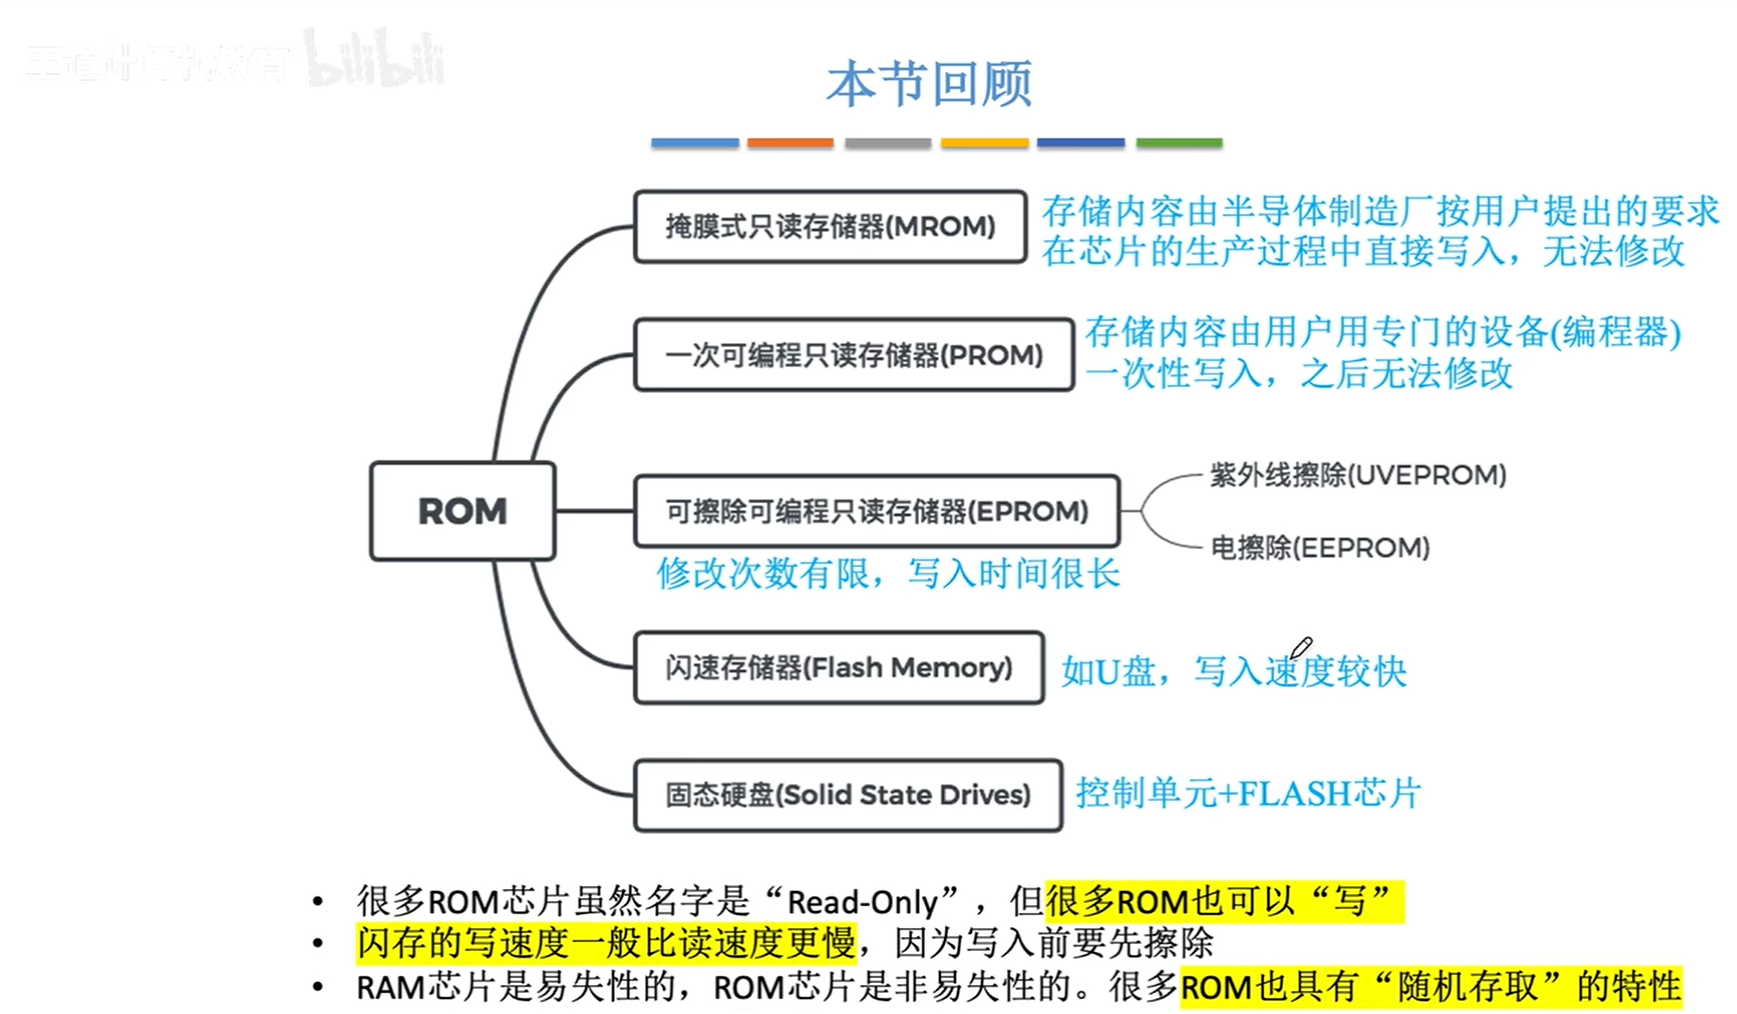 王道计算机教育 bilibili
本节回顾
掩膜式只读存储器(MROM)
存储内容由半导体制造厂按用户提出的要求
在芯片的生产过程中直接写入，无法修改
一次可编程只读存储器(PROM)
存储内容由用户用专门的设备(编程器)
一次性写入，之后无法修改
ROM
可擦除可编程只读存储器(EPROM)
紫外线擦除(UVEPROM)
电擦除(EEPROM)
修改次数有限，写入时间很长
闪速存储器(Flash Memory)
如U盘，写入速度较快
固态硬盘(Solid State Drives)
控制单元+FLASH芯片
• 很多ROM芯片虽然名字是“Read-Only”，但很多ROM也可以“写”
• 闪存的写速度一般比读速度更慢，因为写入前要先擦除
• RAM芯片是易失性的，ROM芯片是非易失性的。很多ROM也具有“随机存取”的特性